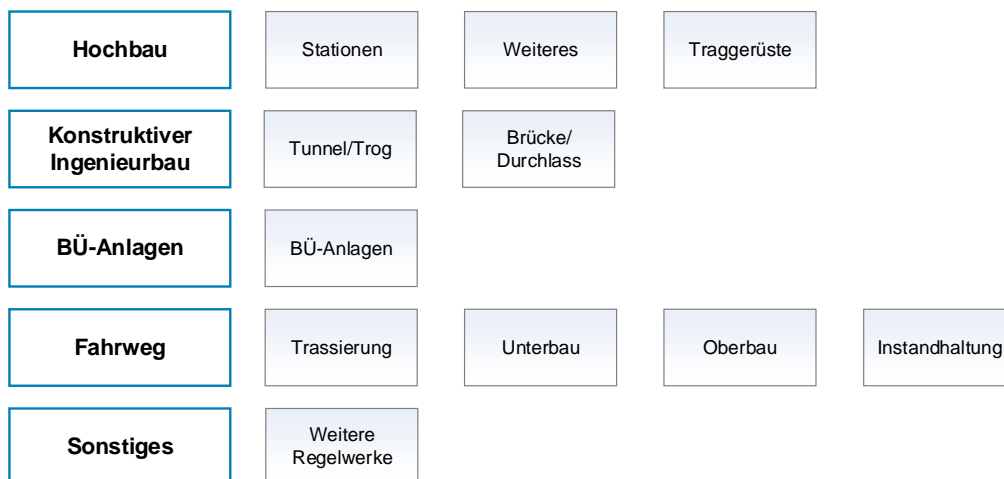 Hochbau
Stationen
Weiteres
Traggerüste
Konstruktiver
Ingenieurbau
Tunnel/Trog
Brücke/
Durchlass
BÜ-Anlagen
BÜ-Anlagen
Fahrweg
Trassierung
Unterbau
Oberbau
Instandhaltung
Sonstiges
Weitere
Regelwerke